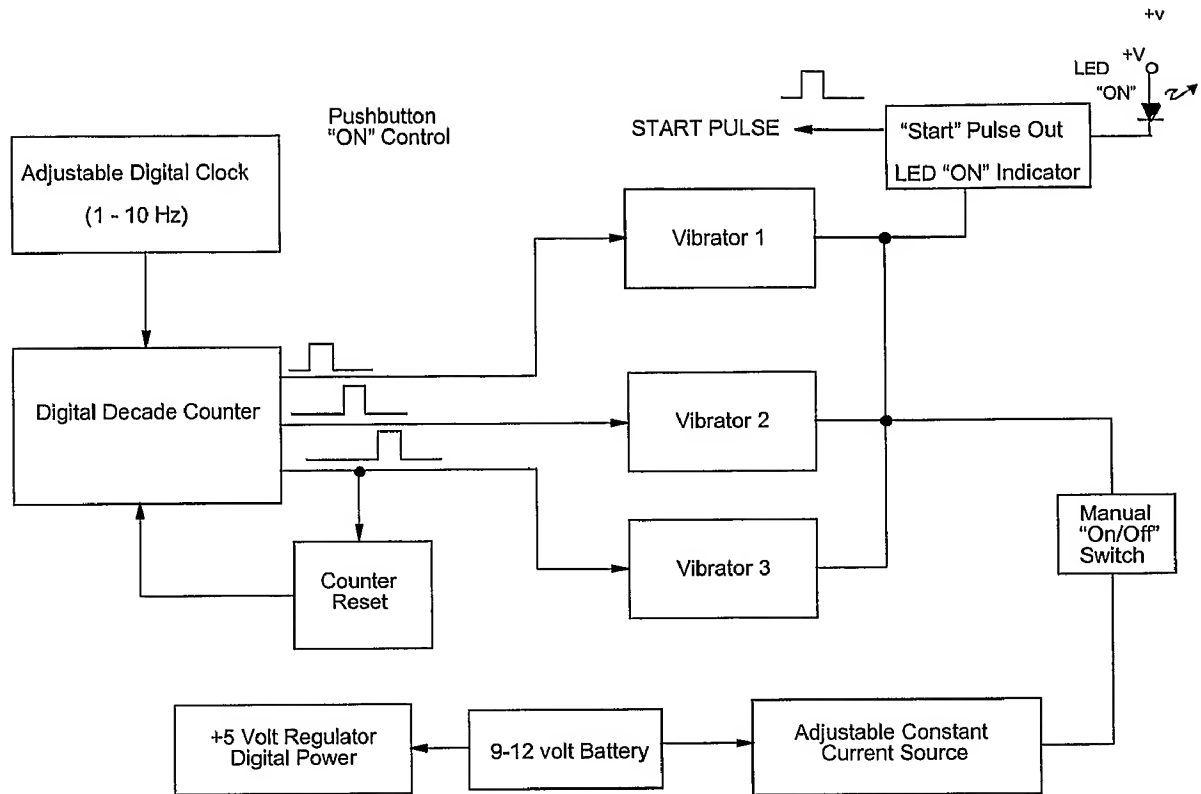 +v
+V
LED
"ON"
Pushbutton
"ON" Control
START PULSE
"Start" Pulse Out
LED "ON" Indicator
Adjustable Digital Clock
(1 - 10 Hz)
Vibrator 1
Digital Decade Counter
Vibrator 2
Manual
"On/Off"
Switch
Vibrator 3
Counter
Reset
+5 Volt Regulator
Digital Power
9-12 volt Battery
Adjustable Constant
Current Source